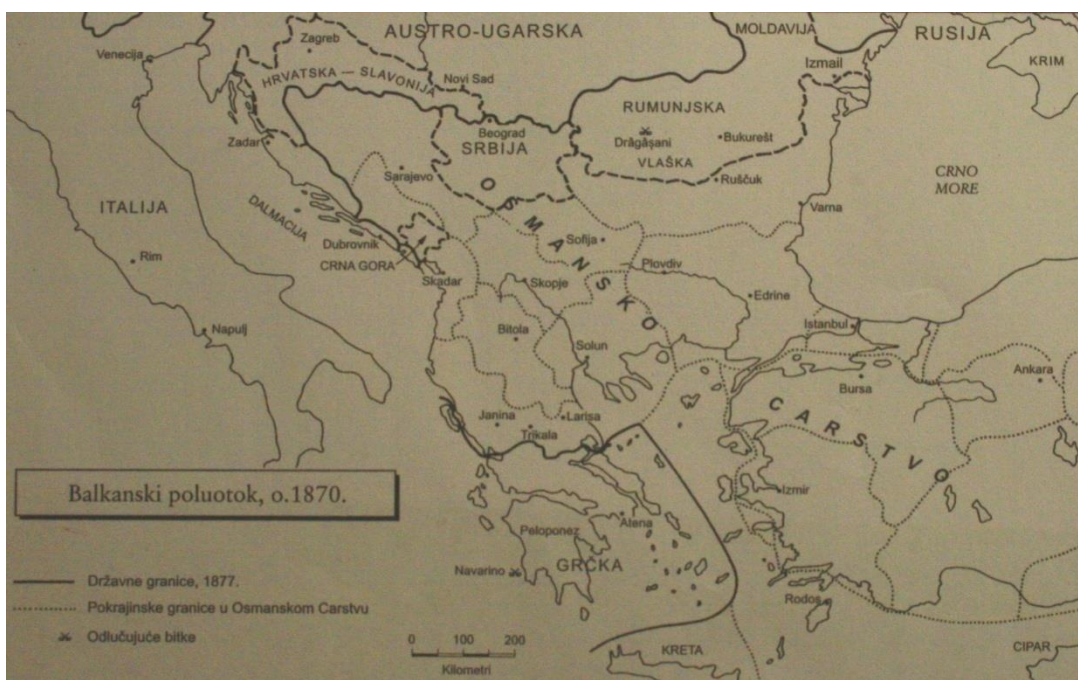 AUSTRO-UGARSKA
MOLDAVIJA
RUSIJA
Zagreb
Venecija
Izmail
KRIM
HRVATSKA — SLAVONIJA
Novi Sad
RUMUNJSKA
Beograd
SRBIJA
Drăgăşani
Bukurešt
VLAŠKA
Zadar
Sarajevo
Ruščuk
CRNO
MORE
ITALIJA
DALMACIJA
Varna
OSMANSKO
Dubrovnik
Sofija
Rim
CRNA GORA
Plovdiv
Skadar
Skopje
Edrine
Napulj
Bitola
Istanbul
Solun
Ankara
Bursa
CARSTVO
Janina
Larisa
Trikala
Balkanski poluotok, o.1870.
Izmir
Atena
Peloponez
Navarino
GRČKA
Državne granice, 1877.
Pokrajinske granice u Osmanskom Carstvu
Odlučujuće bitke
Rodos
0 100 200
Kilometri
KRETA
CIPAR